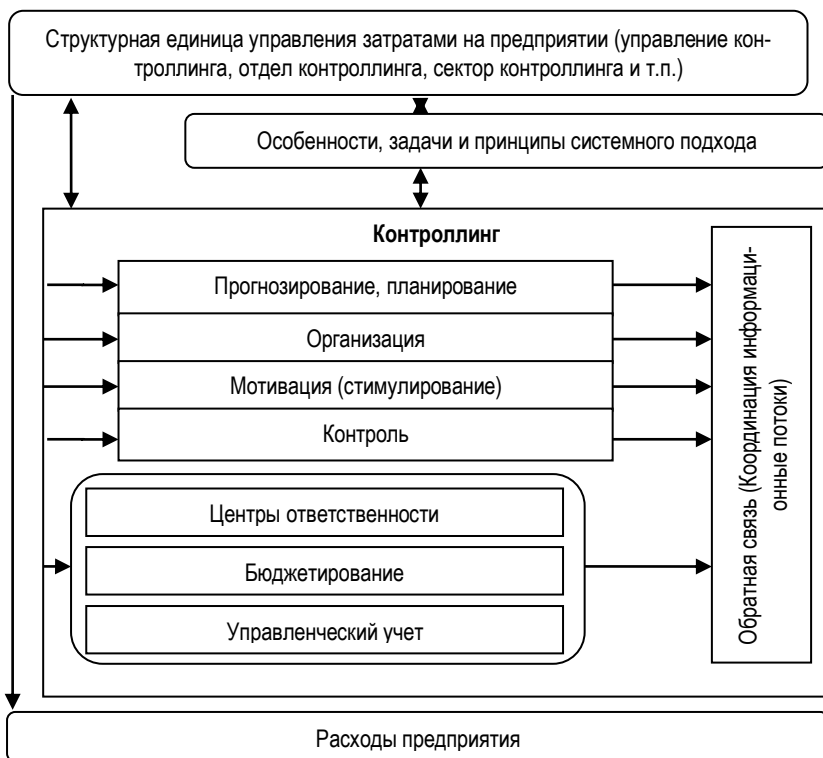 Структурная единица управления затратами на предприятии (управление кон-
троллинга, отдел контроллинга, сектор контроллинга и т.п.)
Особенности, задачи и принципы системного подхода
Контроллинг
Прогнозирование, планирование
Организация
Мотивация (стимулирование)
Контроль
Центры ответственности
Бюджетирование
Управленческий учет
Обратная связь (Координация информаци-
онные потоки)
Расходы предприятия